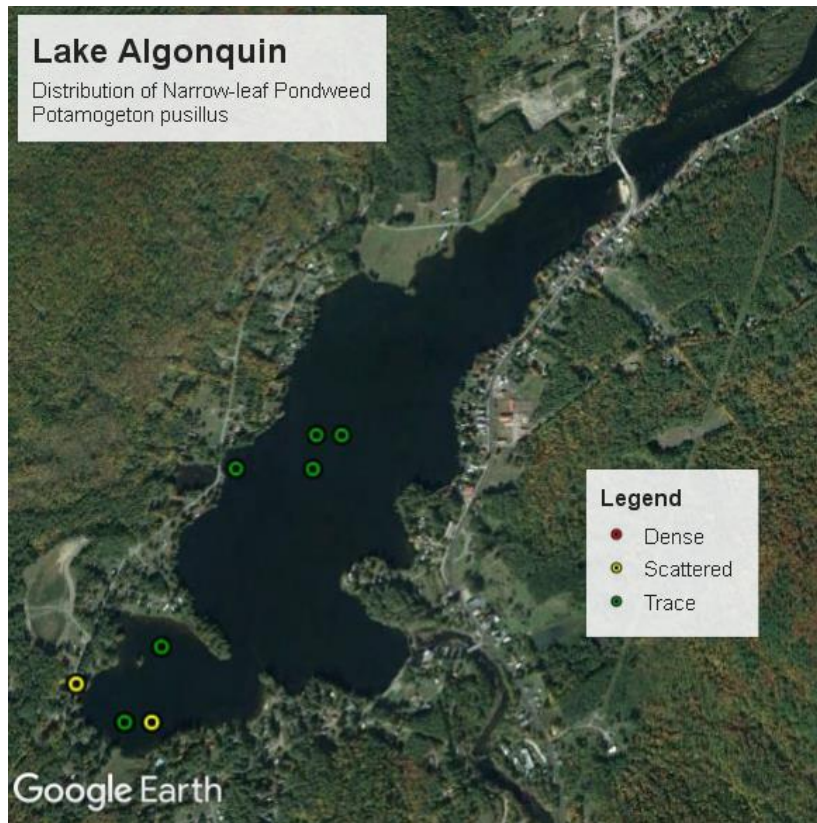 Lake Algonquin
Distribution of Narrow-leaf Pondweed
Potamogeton pusillus
Legend
Dense
Scattered
Trace
Google Earth